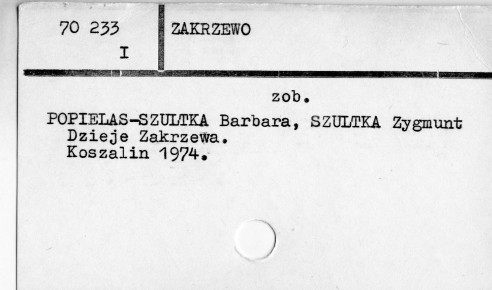 70 233 ZAKRZEWO
I
zob.
POPIELAS-SZULTKA Barbara, SZULTKA Zygmunt
Dzieje Zakrzewa.
Koszalin 1974.